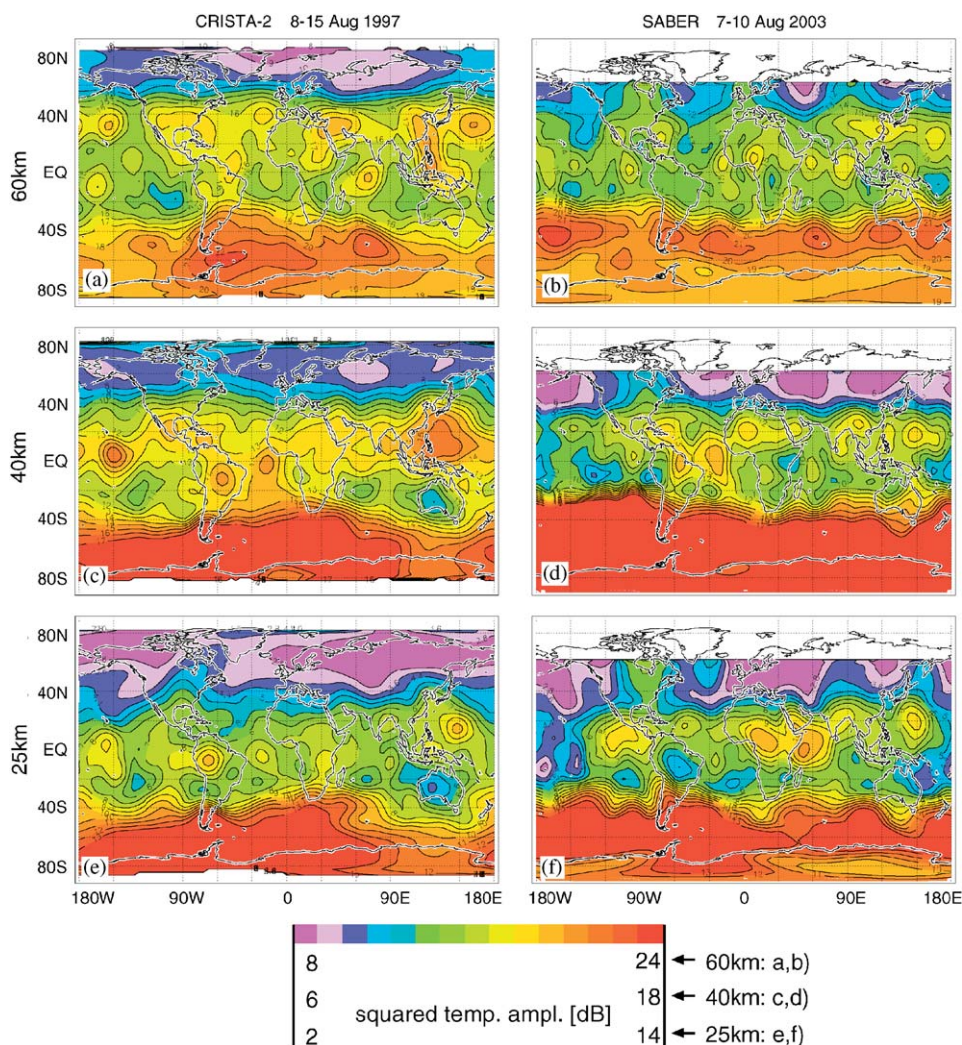 CRISTA-2 8-15 Aug 1997
SABER 7-10 Aug 2003
60km
80N
40N
EQ
40S
80S
(a)
(b)
40km
80N
40N
EQ
40S
80S
(c)
(d)
25km
80N
40N
EQ
40S
80S
(e)
(f)
180W 90W 0 90E 180E
180W 90W 0 90E 180E
8 24 60km: a,b)
6 18 40km: c,d)
squared temp. ampl. [dB]
2 14 25km: e,f)